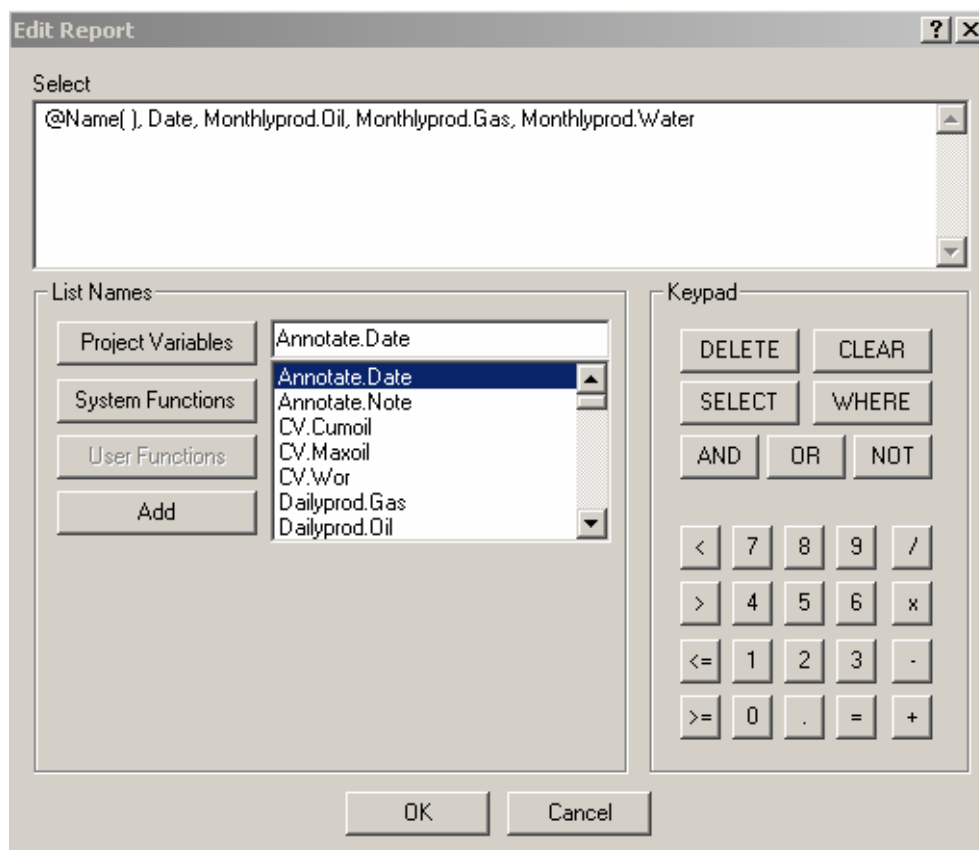 Edit Report
?
Select
@Name( ), Date, Monthlyprod.Oil, Monthlyprod.Gas, Monthlyprod.Water
List Names
Project Variables
System Functions
User Functions
Add
Annotate.Date
Annotate.Date
Annotate.Note
CV.Cumoil
CV.Maxoil
CV.Wor
Dailyprod.Gas
Dailyprod.Oil
Keypad
DELETE CLEAR
SELECT WHERE
AND OR NOT
< 7 8 9 /
> 4 5 6 x
<= 1 2 3 -
>= 0 . = +
OK Cancel